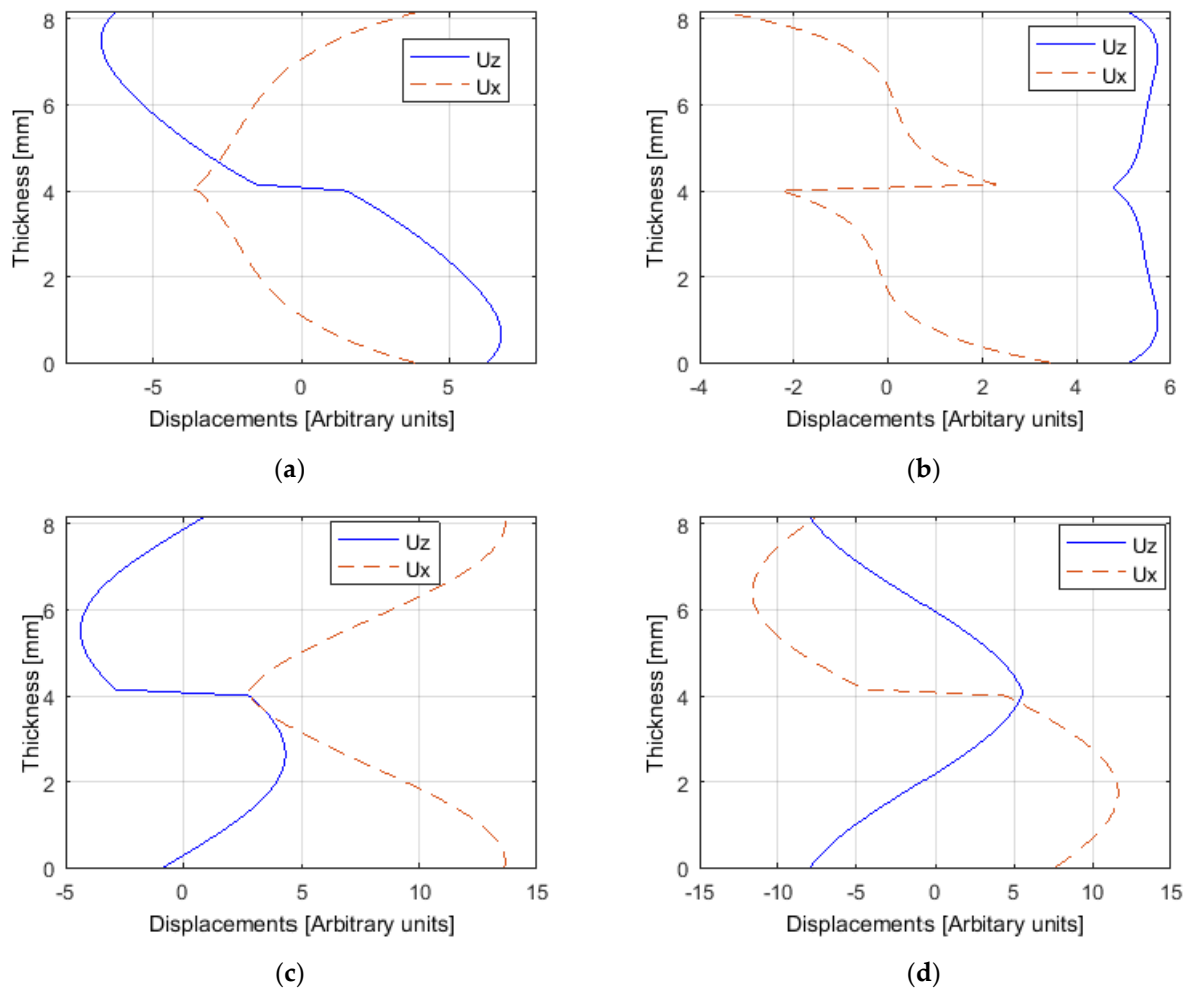 8
6
4
2
0
Thickness [mm]
Uz
Ux
-5 0 5
Displacements [Arbitrary units]
(a)
8
6
4
2
0
Thickness [mm]
Uz
Ux
-4 -2 0 2 4 6
Displacements [Arbitary units]
(b)
8
6
4
2
0
Thickness [mm]
Uz
Ux
-5 0 5 10 15
Displacements [Arbitrary units]
(c)
8
6
4
2
0
Thickness [mm]
Uz
Ux
-15 -10 -5 0 5 10 15
Displacements [Arbitary units]
(d)